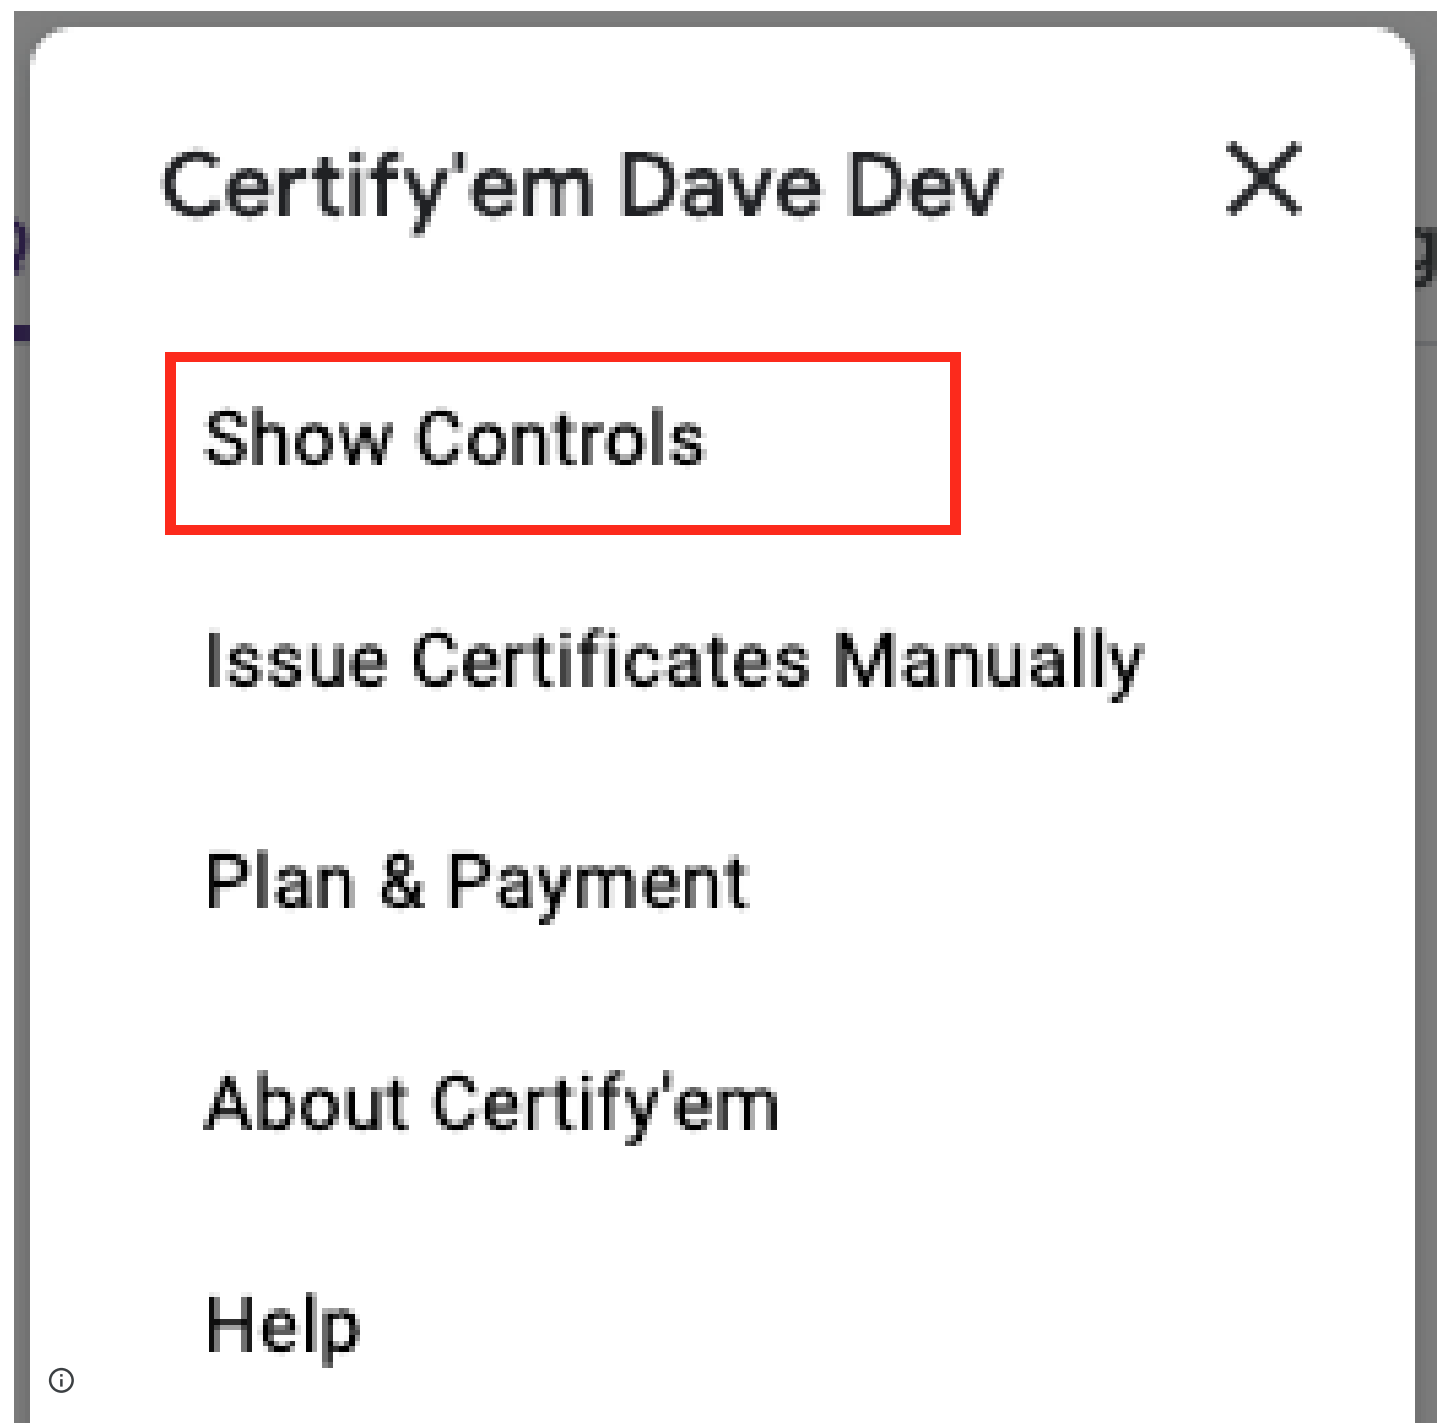 Certify'em Dave Dev
Show Controls
Issue Certificates Manually
Plan & Payment
About Certify'em
Help